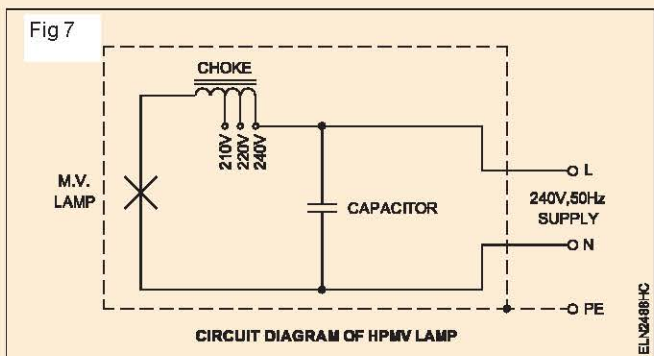 Fig 7
CHOKE
210V
220V
240V
M.V.
LAMP
CAPACITOR
L
240V,50Hz
SUPPLY
N
PE
CIRCUIT DIAGRAM OF HPMV LAMP
ELN2488HC